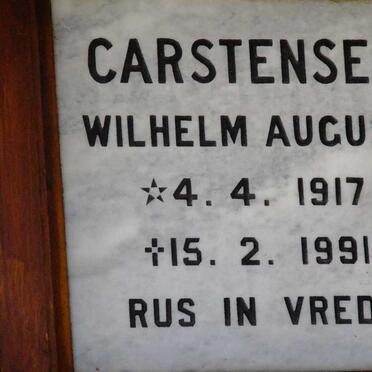 CARSTENSE
WILHELM AUGU
☆4. 4. 1917
✝15. 2. 1991
RUS IN VRED